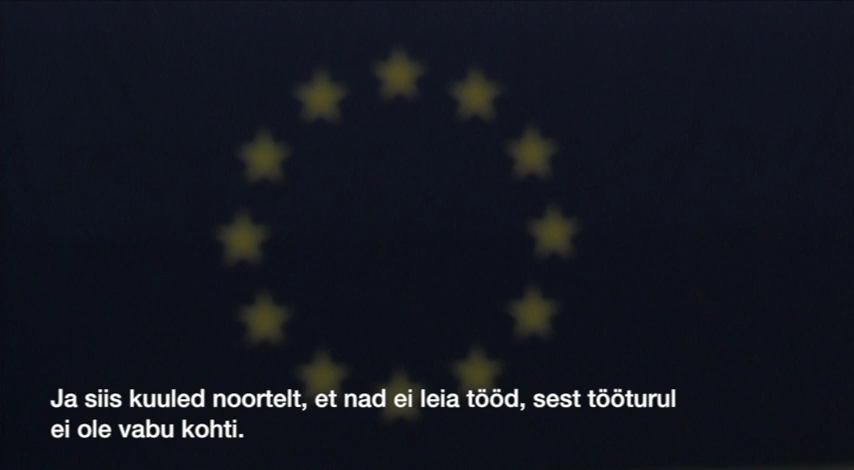 Ja siis kuuled noortelt, et nad ei leia tööd, sest tööturul
ei ole vabu kohti.